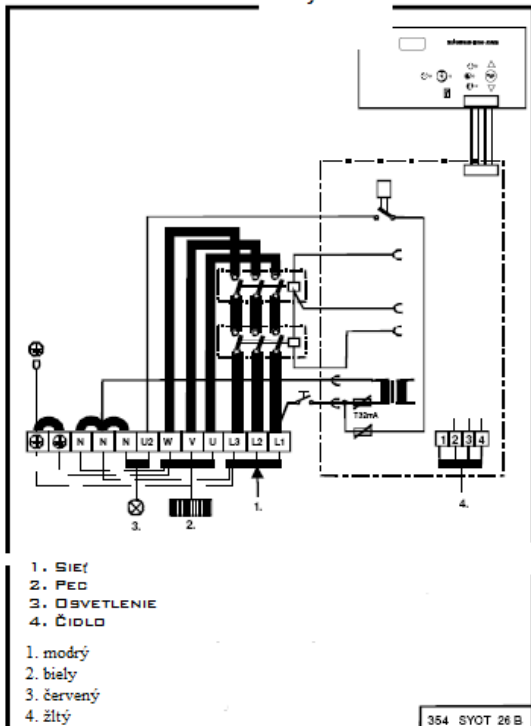 T32mA
N N N U2 W V U L3 L2 L1
1 2 3 4
3. 2. 1. 4.
1. Sieť
2. Pec
3. Osvetlenie
4. Čidlo
1. modrý
2. biely
3. červený
4. žltý
354 SYOT 26 B